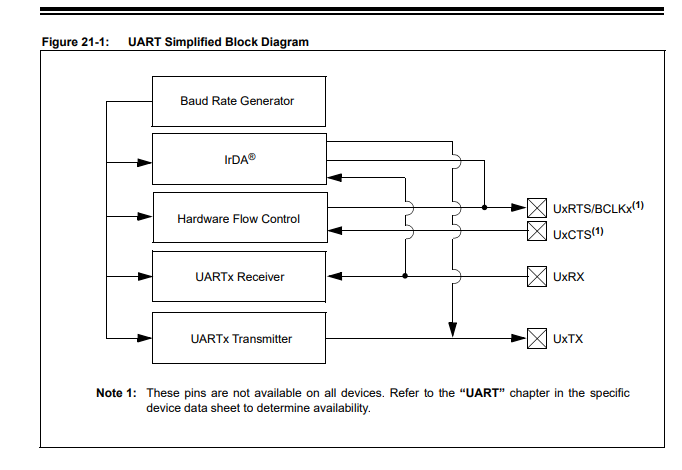 Figure 21-1: UART Simplified Block Diagram
Baud Rate Generator
IrDA®
Hardware Flow Control
UxRTS/BCLKx(1)
UxCTS(1)
UARTx Receiver
UxRX
UARTx Transmitter
UxTX
Note 1: These pins are not available on all devices. Refer to the “UART” chapter in the specific
device data sheet to determine availability.